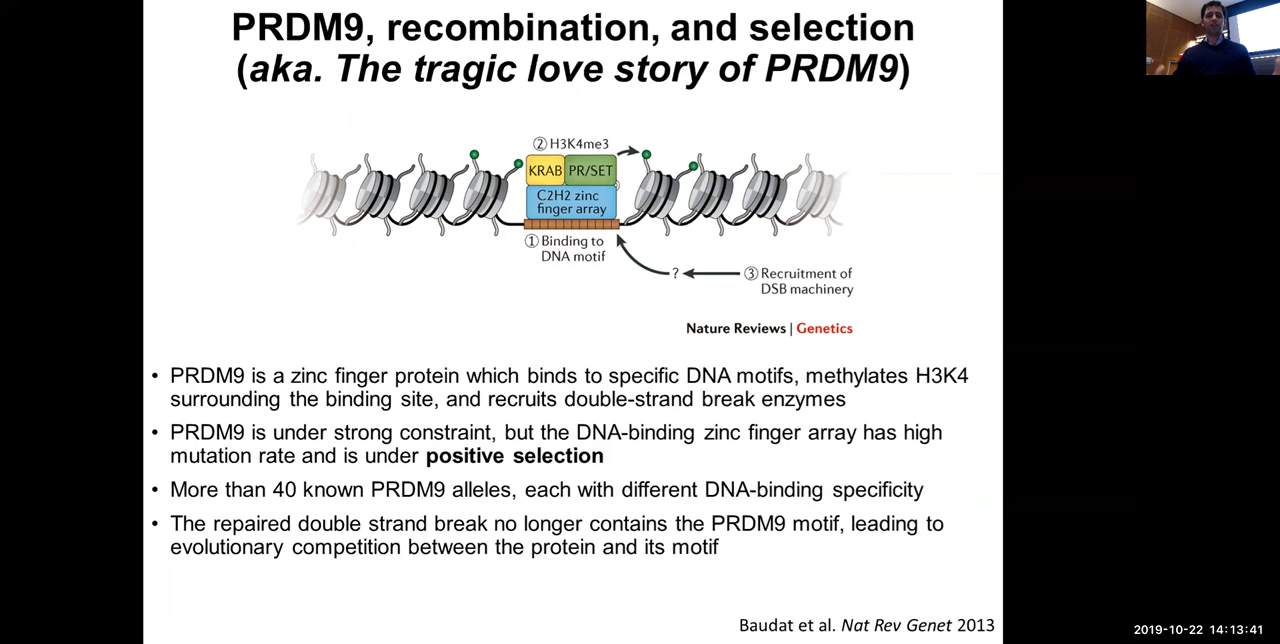 PRDM9, recombination, and selection
(aka. The tragic love story of PRDM9)
② H3K4me3
KRAB PR/SET
C2H2 zinc
finger array
① Binding to
DNA motif
?
③ Recruitment of
DSB machinery
Nature Reviews | Genetics
• PRDM9 is a zinc finger protein which binds to specific DNA motifs, methylates H3K4
surrounding the binding site, and recruits double-strand break enzymes
• PRDM9 is under strong constraint, but the DNA-binding zinc finger array has high
mutation rate and is under positive selection
• More than 40 known PRDM9 alleles, each with different DNA-binding specificity
• The repaired double strand break no longer contains the PRDM9 motif, leading to
evolutionary competition between the protein and its motif
Baudat et al. Nat Rev Genet 2013
2019-10-22 14:13:41